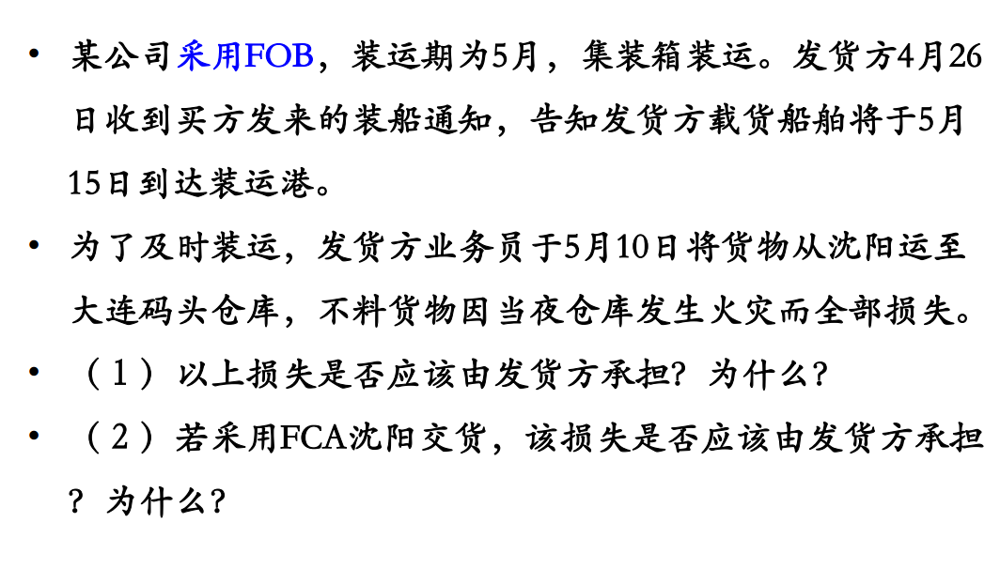 • 某公司采用FOB，装运期为5月，集装箱装运。发货方4月26
日收到买方发来的装船通知，告知发货方载货船舶将于5月
15日到达装运港。
• 为了及时装运，发货方业务员于5月10日将货物从沈阳运至
大连码头仓库，不料货物因当夜仓库发生火灾而全部损失。
• （1）以上损失是否应该由发货方承担？为什么？
• （2）若采用FCA沈阳交货，该损失是否应该由发货方承担
？为什么？